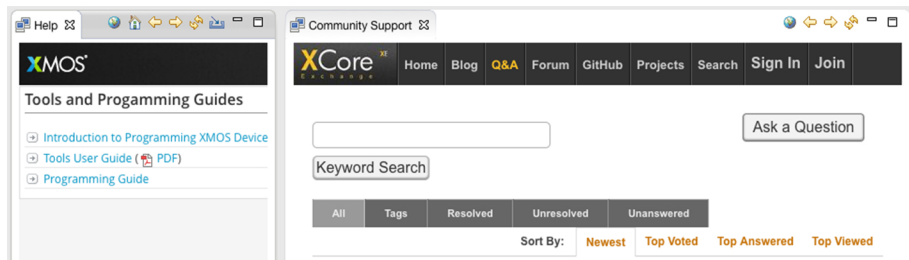 Help
XMOS
Tools and Progamming Guides
Introduction to Programming XMOS Device
Tools User Guide ( PDF)
Programming Guide
Community Support
XCore XE
Exchange
Home Blog Q&A Forum GitHub Projects Search Sign In Join
Ask a Question
Keyword Search
All Tags Resolved Unresolved Unanswered
Sort By: Newest Top Voted Top Answered Top Viewed